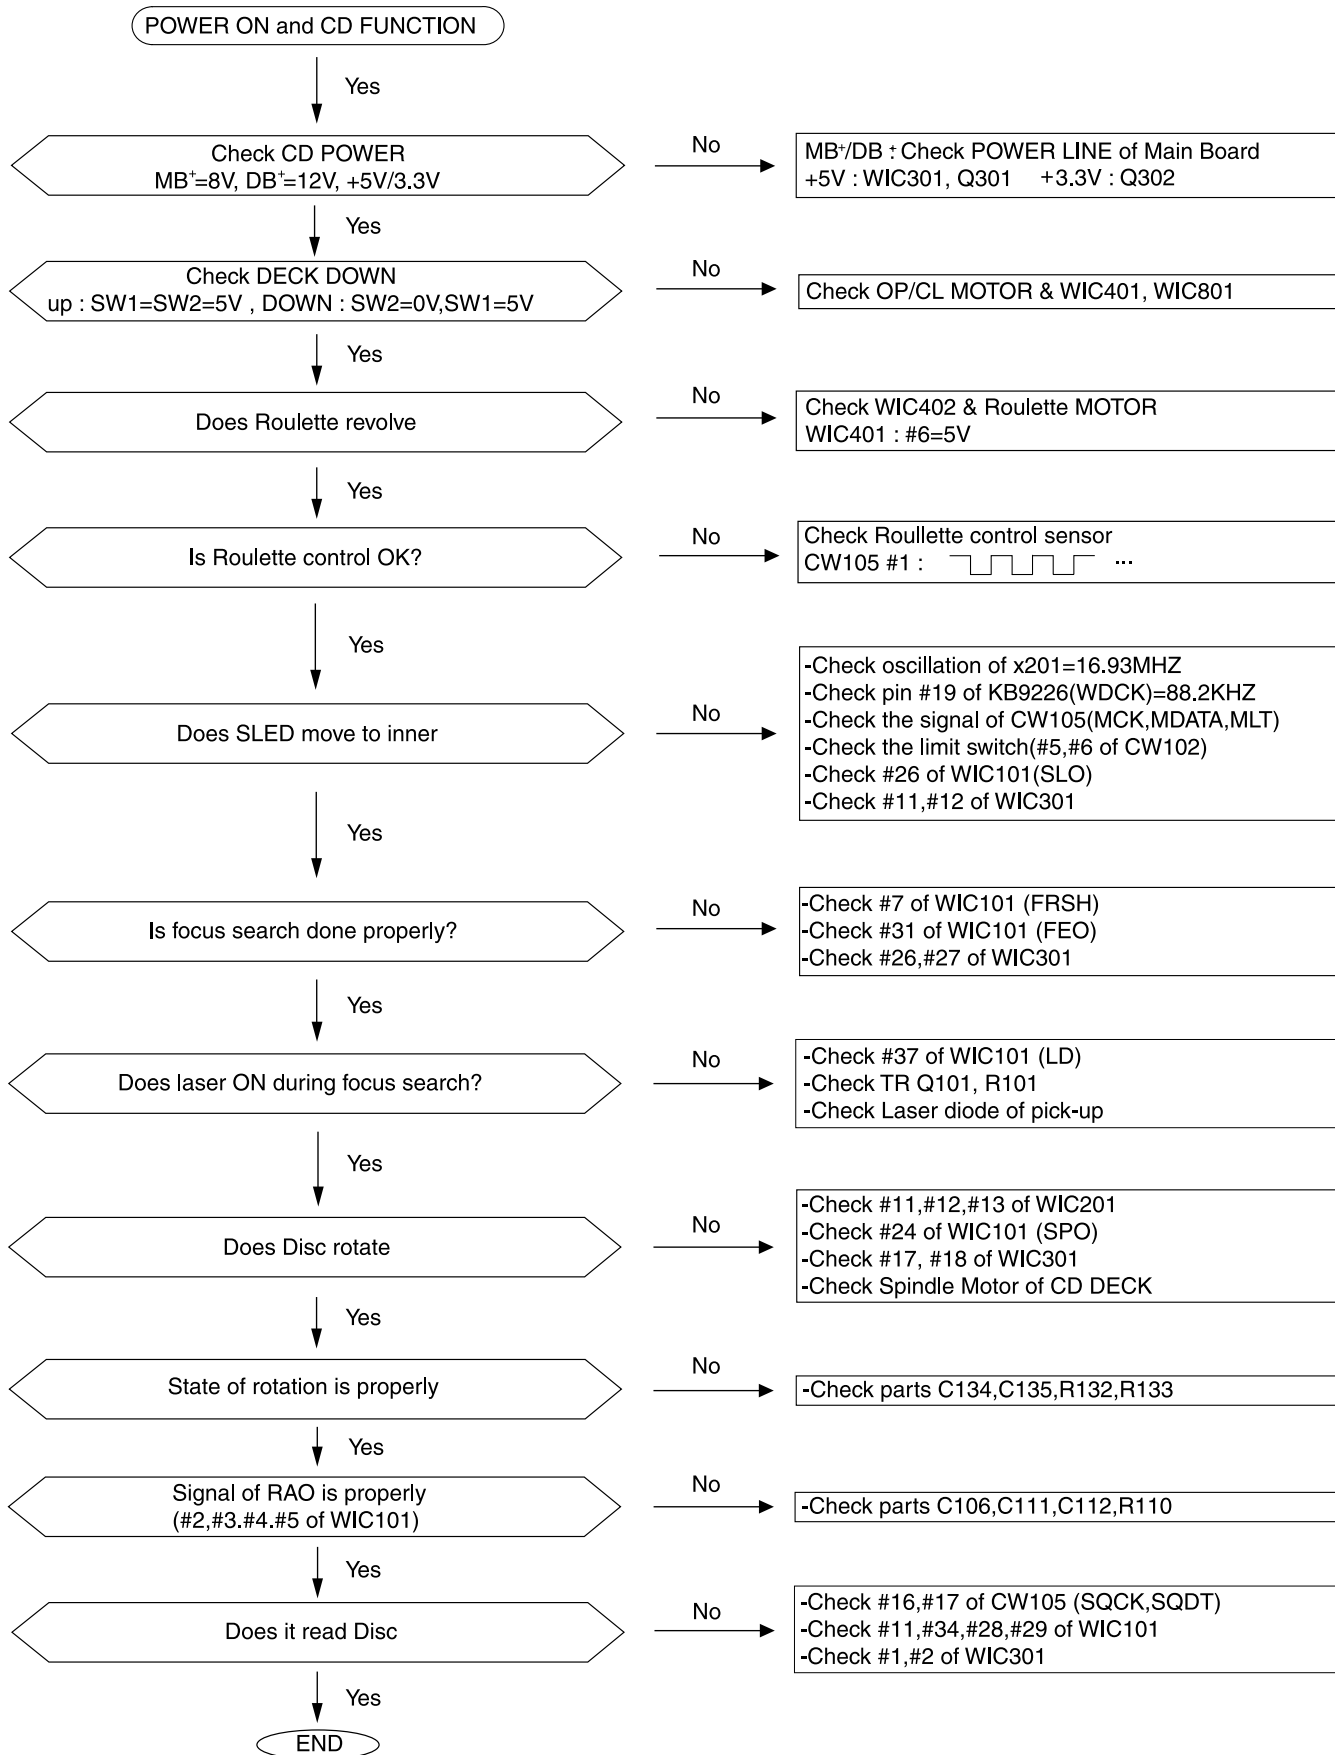 POWER ON and CD FUNCTION
Yes
Check CD POWER
MB+=8V, DB+=12V, +5V/3.3V
No
MB+/DB+: Check POWER LINE of Main Board
+5V : WIC301, Q301 +3.3V : Q302
Yes
Check DECK DOWN
up : SW1=SW2=5V , DOWN : SW2=0V,SW1=5V
No
Check OP/CL MOTOR & WIC401, WIC801
Yes
Does Roulette revolve
No
Check WIC402 & Roulette MOTOR
WIC401 : #6=5V
Yes
Is Roulette control OK?
No
Check Roullette control sensor
CW105 #1 : ...
Yes
Does SLED move to inner
No
-Check oscillation of x201=16.93MHZ
-Check pin #19 of KB9226(WDCK)=88.2KHZ
-Check the signal of CW105(MCK,MDATA,MLT)
-Check the limit switch(#5,#6 of CW102)
-Check #26 of WIC101(SLO)
-Check #11,#12 of WIC301
Yes
Is focus search done properly?
No
-Check #7 of WIC101 (FRSH)
-Check #31 of WIC101 (FEO)
-Check #26,#27 of WIC301
Yes
Does laser ON during focus search?
No
-Check #37 of WIC101 (LD)
-Check TR Q101, R101
-Check Laser diode of pick-up
Yes
Does Disc rotate
No
-Check #11,#12,#13 of WIC201
-Check #24 of WIC101 (SPO)
-Check #17, #18 of WIC301
-Check Spindle Motor of CD DECK
Yes
State of rotation is properly
No
-Check parts C134,C135,R132,R133
Yes
Signal of RAO is properly
(#2,#3.#4.#5 of WIC101)
No
-Check parts C106,C111,C112,R110
Yes
Does it read Disc
No
-Check #16,#17 of CW105 (SQCK,SQDT)
-Check #11,#34,#28,#29 of WIC101
-Check #1,#2 of WIC301
Yes
END